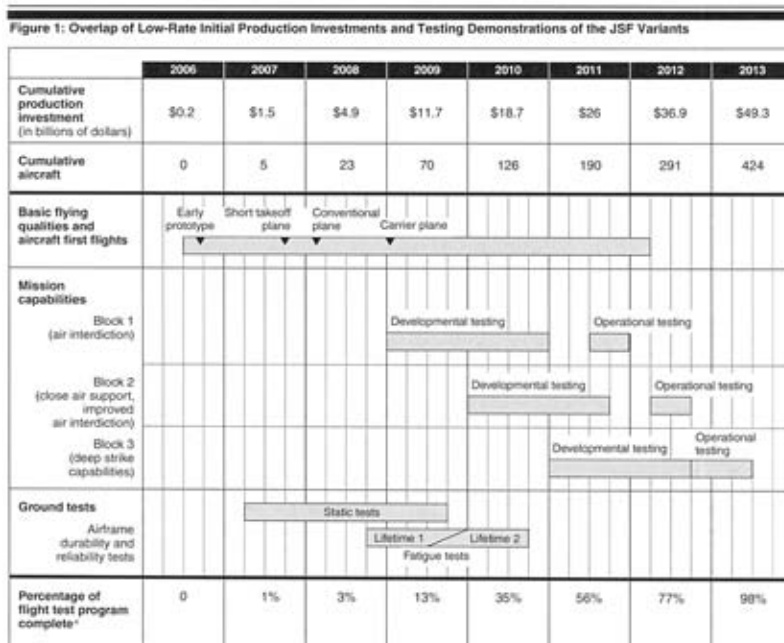 Figure 1: Overlap of Low-Rate Initial Production Investments and Testing Demonstrations of the JSF Variants
2006 2007 2008 2009 2010 2011 2012 2013
Cumulative
production
investment
(in billions of dollars)
$0.2 $1.5 $4.9 $11.7 $18.7 $26 $36.9 $49.3
Cumulative
aircraft
0 5 23 70 126 190 291 424
Basic flying
qualities and
aircraft first flights
Early
prototype
Short takeoff
plane
Conventional
plane
Carrier plane
Mission
capabilities
Block 1
(air interdiction)
Developmental testing
Operational testing
Block 2
(close air support,
improved
air interdiction)
Developmental testing
Operational testing
Block 3
(deep strike
capabilities)
Developmental testing
Operational
testing
Ground tests
Airframe
durability and
reliability tests
Static tests
Lifetime 1
Lifetime 2
Fatigue tests
Percentage of
flight test program
complete
0 1% 3% 13% 35% 56% 77% 98%